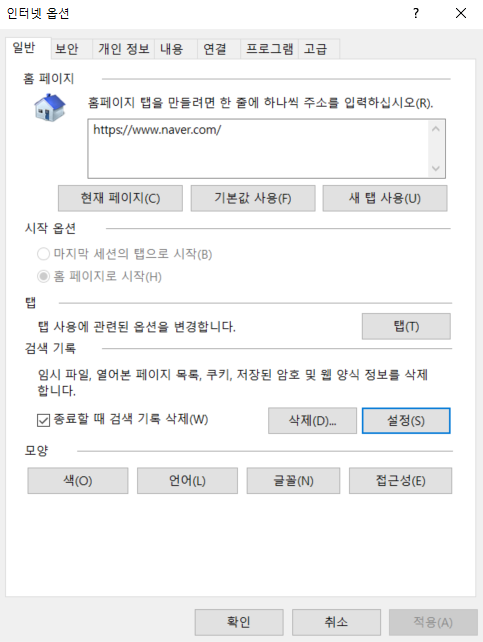 인터넷 옵션
일반 보안 개인 정보 내용 연결 프로그램 고급
홈 페이지
홈페이지 탭을 만들려면 한 줄에 하나씩 주소를 입력하십시오(R).
https://www.naver.com/
현재 페이지(C) 기본값 사용(F) 새 탭 사용(U)
시작 옵션
마지막 세션의 탭으로 시작(B)
홈 페이지로 시작(H)
탭
탭 사용에 관련된 옵션을 변경합니다. 탭(T)
검색 기록
임시 파일, 열어본 페이지 목록, 쿠키, 저장된 암호 및 웹 양식 정보를 삭제
합니다.
종료할 때 검색 기록 삭제(W) 삭제(D)... 설정(S)
모양
색(O) 언어(L) 글꼴(N) 접근성(E)
확인 취소 적용(A)